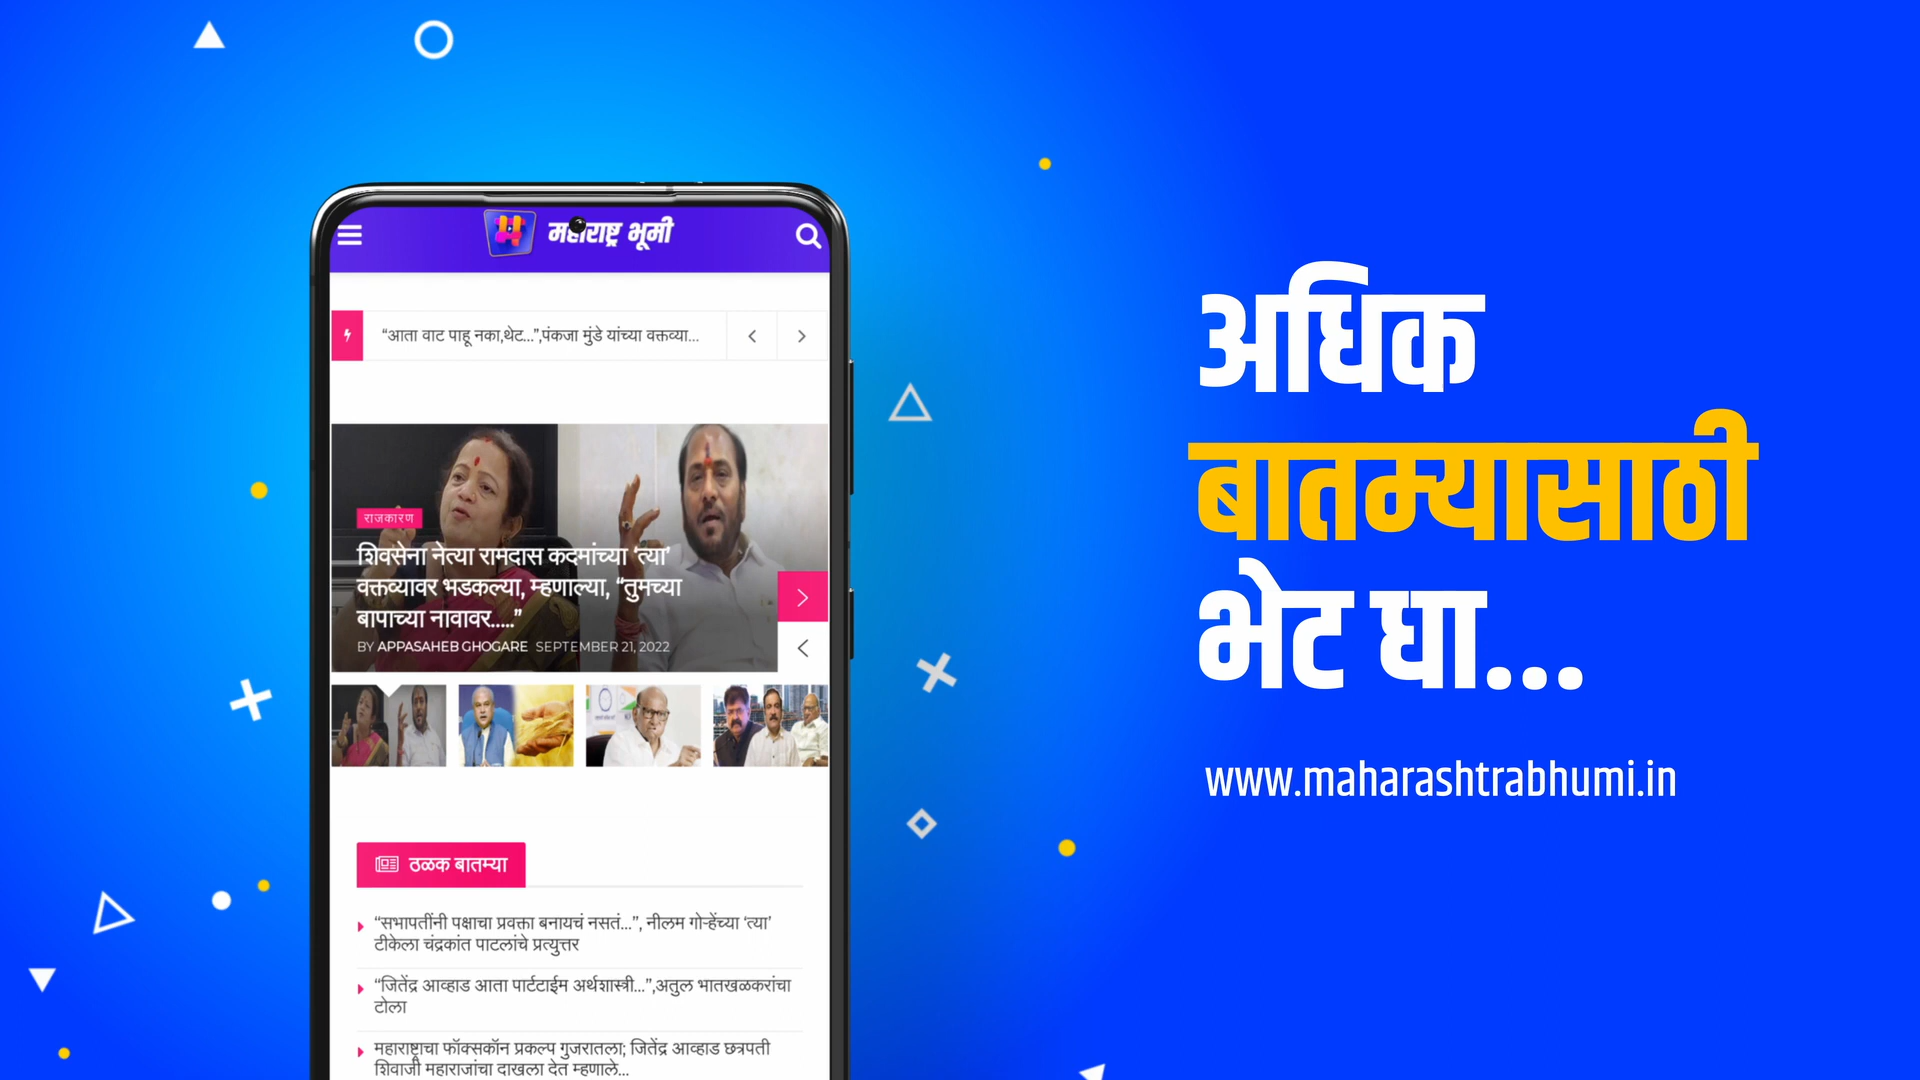 महाराष्ट्र भूमी
“आता वाट पाहू नका,थेट...”,पंकजा मुंडे यांच्या वक्तव्या...
राजकारण
शिवसेना नेत्या रामदास कदमांच्या ‘त्या’
वक्तव्यावर भडकल्या, म्हणाल्या, “तुमच्या
बापाच्या नावावर.....”
BY APPASAHEB GHOGARE SEPTEMBER 21, 2022
ठळक बातम्या
“सभापतींनी पक्षाचा प्रवक्ता बनायचं नसतं...”, नीलम गोऱ्हेंच्या ‘त्या’
टीकेला चंद्रकांत पाटलांचे प्रत्युत्तर
“जितेंद्र आव्हाड आता पार्टटाईम अर्थशास्त्री...”,अतुल भातखळकरांचा
टोला
महाराष्ट्राचा फॉक्सकॉन प्रकल्प गुजरातला; जितेंद्र आव्हाड छत्रपती
शिवाजी महाराजांचा दाखला देत म्हणाले...
अधिक
बातम्यासाठी
भेट घा...
www.maharashtrabhumi.in